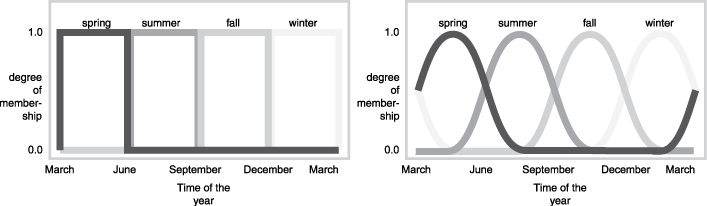 spring summer fall winter
1.0
degree
of
member-
ship
0.0
March June September December March
Time of the
year
spring summer fall winter
1.0
degree
of
member-
ship
0.0
March June September December March
Time of the
year